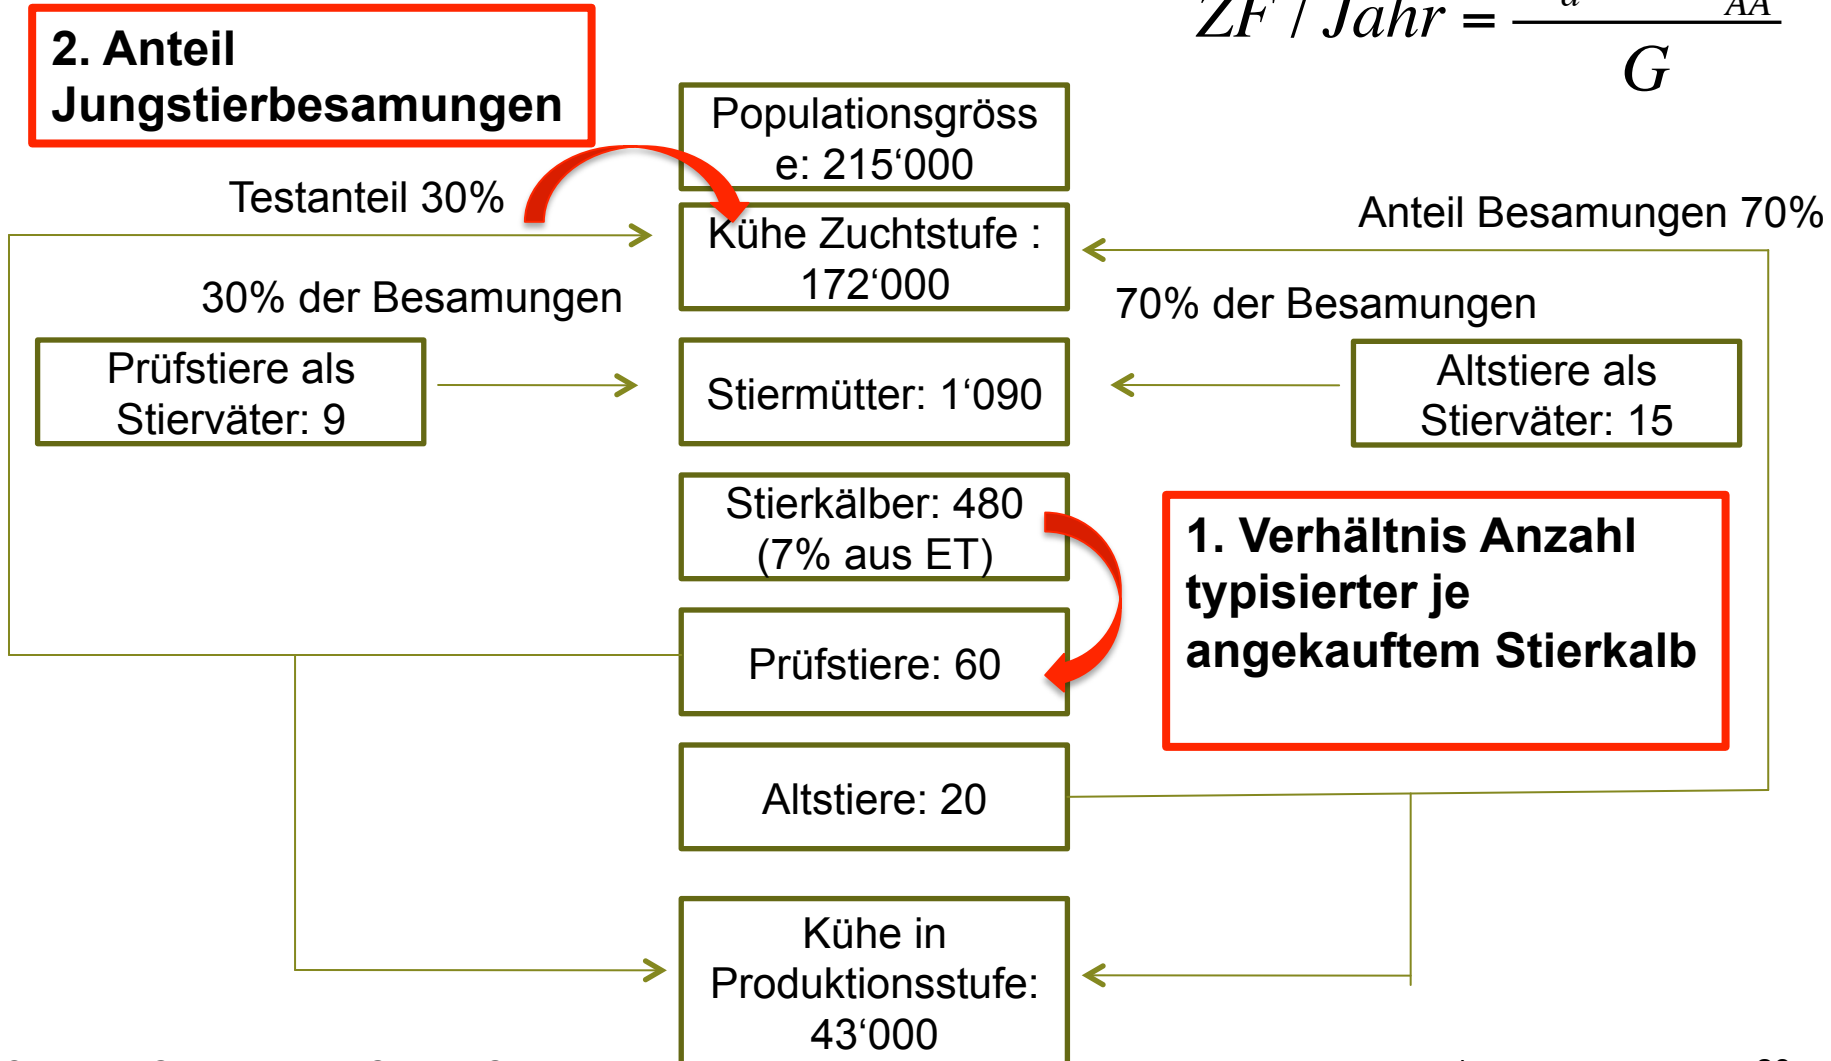 ZF / Jahr =
AA
G
2. Anteil
Jungstierbesamungen
Populationsgröss
e: 215‘000
Testanteil 30%
Kühe Zuchtstufe :
172‘000
Anteil Besamungen 70%
30% der Besamungen
70% der Besamungen
Prüfstiere als
Stierväter: 9
Stiermütter: 1‘090
Altstiere als
Stierväter: 15
Stierkälber: 480
(7% aus ET)
1. Verhältnis Anzahl
typisierter je
angekauftem Stierkalb
Prüfstiere: 60
Altstiere: 20
Kühe in
Produktionsstufe:
43‘000